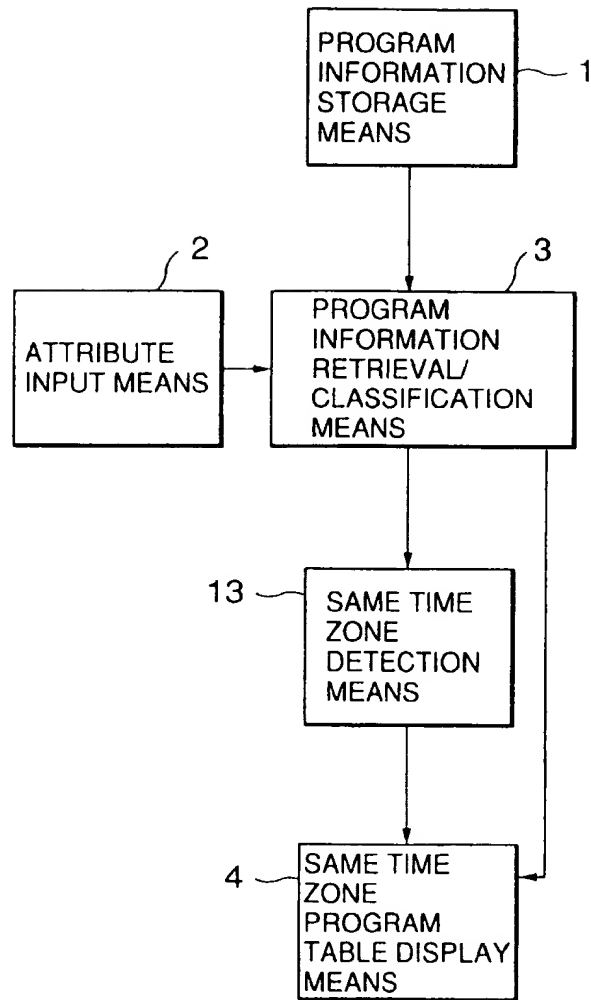 PROGRAM
INFORMATION
STORAGE
MEANS
1
2
ATTRIBUTE
INPUT MEANS
3
PROGRAM
INFORMATION
RETRIEVAL/
CLASSIFICATION
MEANS
13
SAME TIME
ZONE
DETECTION
MEANS
4
SAME TIME
ZONE
PROGRAM
TABLE DISPLAY
MEANS